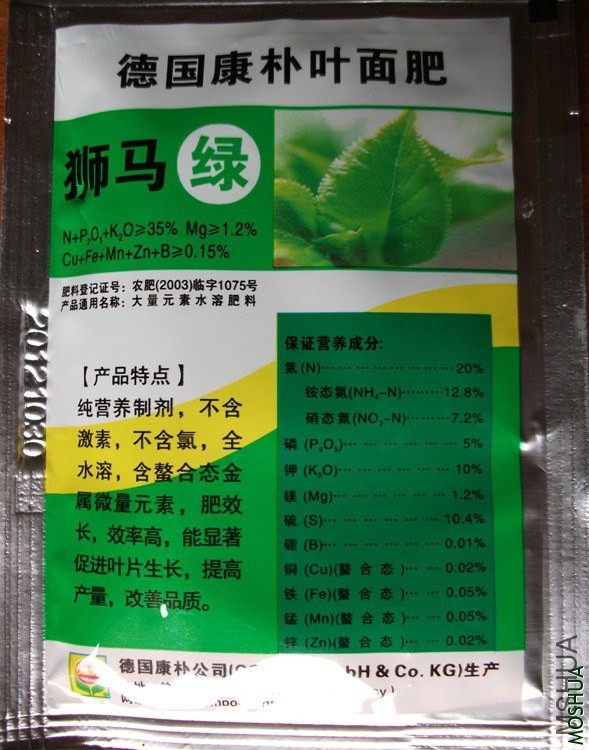 德国康朴叶面肥
狮马 绿
N+P₂O₅+K₂O≥35% Mg≥1.2%
Cu+Fe+Mn+Zn+B≥0.15%
肥料登记证号：农肥(2003)临字1075号
产品通用名称：大量元素水溶肥料
【产品特点】
纯营养制剂，不含
激素，不含氯，全
水溶，含螯合态金
属微量元素，肥效
长，效率高，能显著
促进叶片生长，提高
产量，改善品质。
保证营养成分:
氮(N)··························20%
铵态氮(NH₄-N)·········12.8%
硝态氮(NO₃-N)·········7.2%
磷 (P₂O₅)··· ··· ··· ··· ··· 5%
钾 (K₂O)··· ··· ··· ··· ··· 10%
镁 (Mg)··· ··· ··· ··· ··· 1.2%
硫 (S)··· ··· ··· ··· ··· 10.4%
硼 (B)··· ··· ··· ··· ··· 0.01%
铜 (Cu)(螯 合 态 )··· ··· 0.02%
铁 (Fe)(螯 合 态 )··· ··· 0.05%
锰 (Mn)(螯 合 态 )··· ··· 0.05%
锌 (Zn)(螯 合 态 )··· ··· 0.02%
德国康朴公司( bH & Co. KG)生产
20121030
MOSHUA